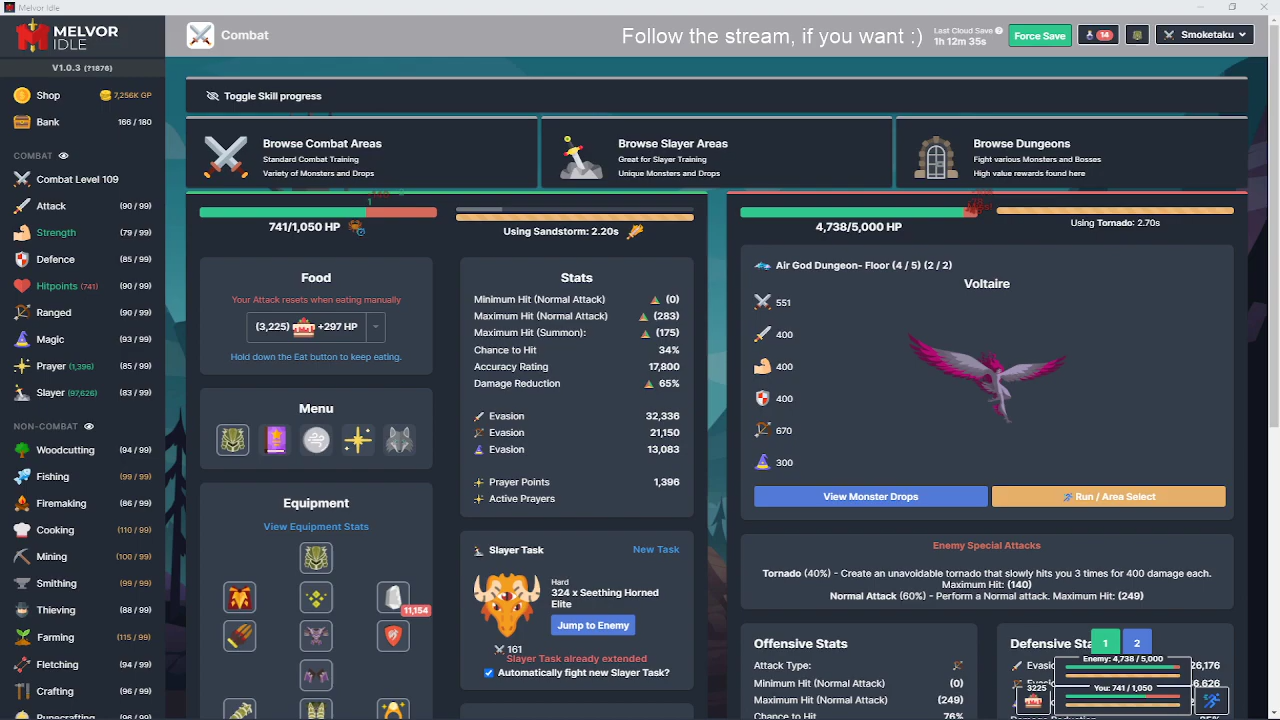 Melvor Idle
MELVOR
IDLE
Combat
Follow the stream, if you want :)
Last Cloud Save
1h 12m 35s
Force Save
14
Smoketaku
V1.0.3 (?1876)
Shop
7,256K GP
Bank
166 / 180
COMBAT
Combat Level 109
Attack
(90 / 99)
Strength
(79 / 99)
Defence
(85 / 99)
Hitpoints (741)
(90 / 99)
Ranged
(90 / 99)
Magic
(93 / 99)
Prayer (1,396)
(85 / 99)
Slayer (97,626)
(83 / 99)
NON-COMBAT
Woodcutting
(94 / 99)
Fishing
(99 / 99)
Firemaking
(86 / 99)
Cooking
(110 / 99)
Mining
(100 / 99)
Smithing
(99 / 99)
Thieving
(88 / 99)
Farming
(115 / 99)
Fletching
(94 / 99)
Crafting
(96 / 99)
Toggle Skill progress
Browse Combat Areas
Standard Combat Training
Variety of Monsters and Drops
Browse Slayer Areas
Great for Slayer Training
Unique Monsters and Drops
Browse Dungeons
Fight various Monsters and Bosses
High value rewards found here
1
741/1,050 HP
Using Sandstorm: 2.20s
Food
Your Attack resets when eating manually
(3,225) +297 HP
Hold down the Eat button to keep eating.
Menu
Equipment
View Equipment Stats
11,154
Stats
Minimum Hit (Normal Attack)
(0)
Maximum Hit (Normal Attack)
(283)
Maximum Hit (Summon):
(175)
Chance to Hit
34%
Accuracy Rating
17,800
Damage Reduction
65%
Evasion
32,336
Evasion
21,150
Evasion
13,083
Prayer Points
1,396
Active Prayers
Slayer Task
New Task
Hard
324 x Seething Horned
Elite
Jump to Enemy
161
Slayer Task already extended
Automatically fight new Slayer Task?
4,738/5,000 HP
Using Tornado: 2.70s
Air God Dungeon- Floor (4 / 5) (2 / 2)
Voltaire
551
400
400
400
670
300
View Monster Drops
Run / Area Select
Enemy Special Attacks
Tornado (40%) - Create an unavoidable tornado that slowly hits you 3 times for 400 damage each.
Maximum Hit: (140)
Normal Attack (60%) - Perform a Normal attack. Maximum Hit: (249)
Offensive Stats
Attack Type:
Minimum Hit (Normal Attack)
(0)
Maximum Hit (Normal Attack)
(249)
Chance to Hit
76%
Defensive Sta
1
2
Enemy: 4,738 / 5,000
26,176
3225
You: 741 / 1,050